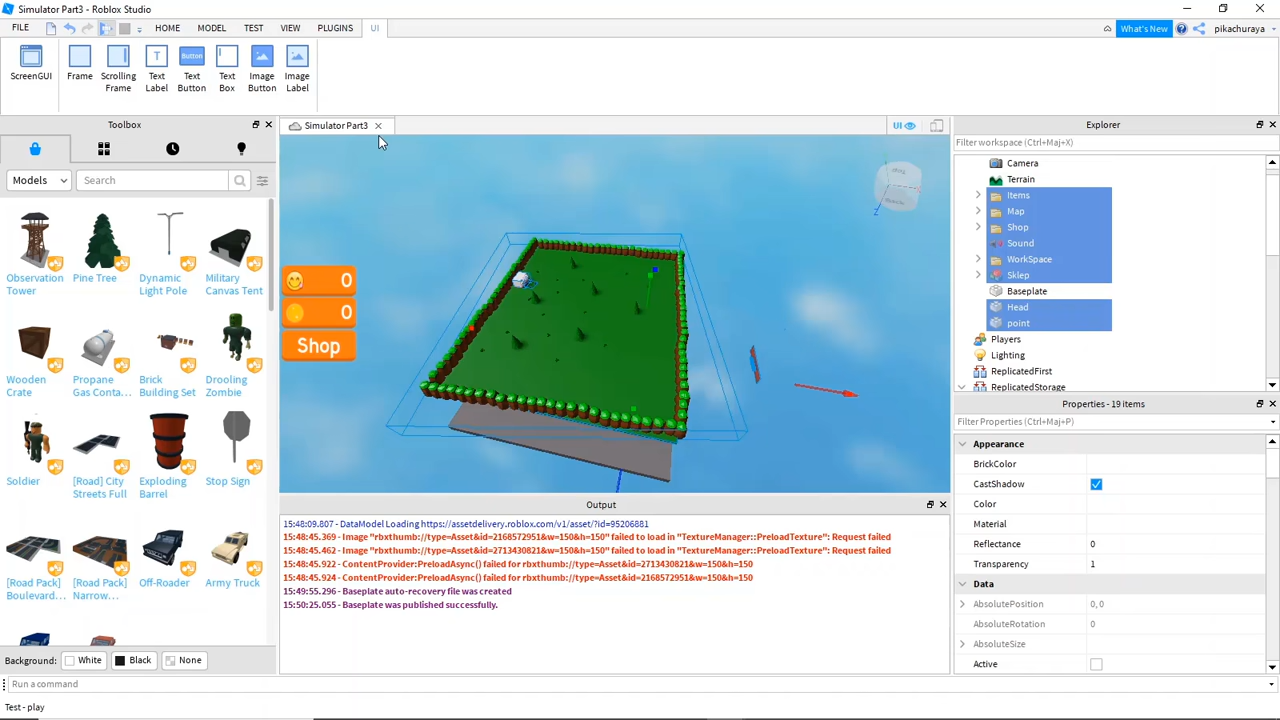 Simulator Part3 - Roblox Studio
FILE
HOME
MODEL
TEST
VIEW
PLUGINS
UI
What's New
pikachuraya
ScreenGUI
Frame
Scrolling Frame
Text Label
Text Button
Text Box
Image Button
Image Label
Toolbox
Simulator Part3
UI
Explorer
Filter workspace (Ctrl+Maj+X)
Models
Search
Observation Tower
Pine Tree
Dynamic Light Pole
Military Canvas Tent
Wooden Crate
Propane Gas Conta...
Brick Building Set
Drooling Zombie
Soldier
[Road] City Streets Full
Exploding Barrel
Stop Sign
[Road Pack] Boulevard...
[Road Pack] Narrow...
Off-Roader
Army Truck
Background:
White
Black
None
0
0
Shop
Camera
Terrain
Items
Map
Shop
Sound
WorkSpace
Sklep
Baseplate
Head
point
Players
Lighting
ReplicatedFirst
ReplicatedStorage
Properties - 19 items
Filter Properties (Ctrl+Maj+P)
Appearance
BrickColor
CastShadow
Color
Material
Reflectance 0
Transparency 1
Data
AbsolutePosition 0, 0
AbsoluteRotation 0
AbsoluteSize
Active
Output
15:48:09.807 - DataModel Loading https://assetdelivery.roblox.com/v1/asset/?id=95206881
15:48:45.369 - Image "rbxthumb://type=Asset&id=2168572951&w=150&h=150" failed to load in "TextureManager::PreloadTexture": Request failed
15:48:45.462 - Image "rbxthumb://type=Asset&id=2713430821&w=150&h=150" failed to load in "TextureManager::PreloadTexture": Request failed
15:48:45.922 - ContentProvider:PreloadAsync() failed for rbxthumb://type=Asset&id=2713430821&w=150&h=150
15:48:45.924 - ContentProvider:PreloadAsync() failed for rbxthumb://type=Asset&id=2168572951&w=150&h=150
15:49:55.296 - Baseplate auto-recovery file was created
15:50:25.055 - Baseplate was published successfully.
Run a command
Test - play